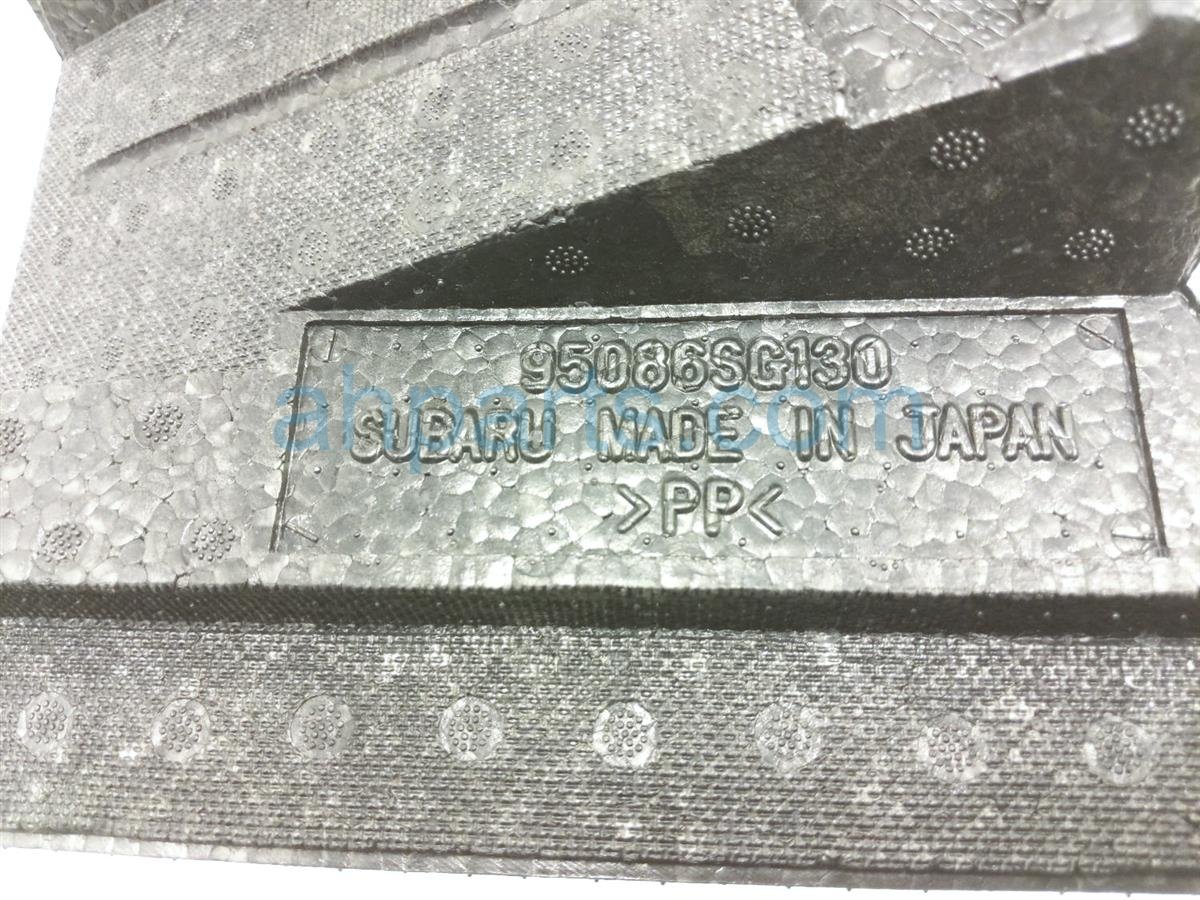 95086SG130
SUBARU MADE IN JAPAN
>PP<
ahparts.com